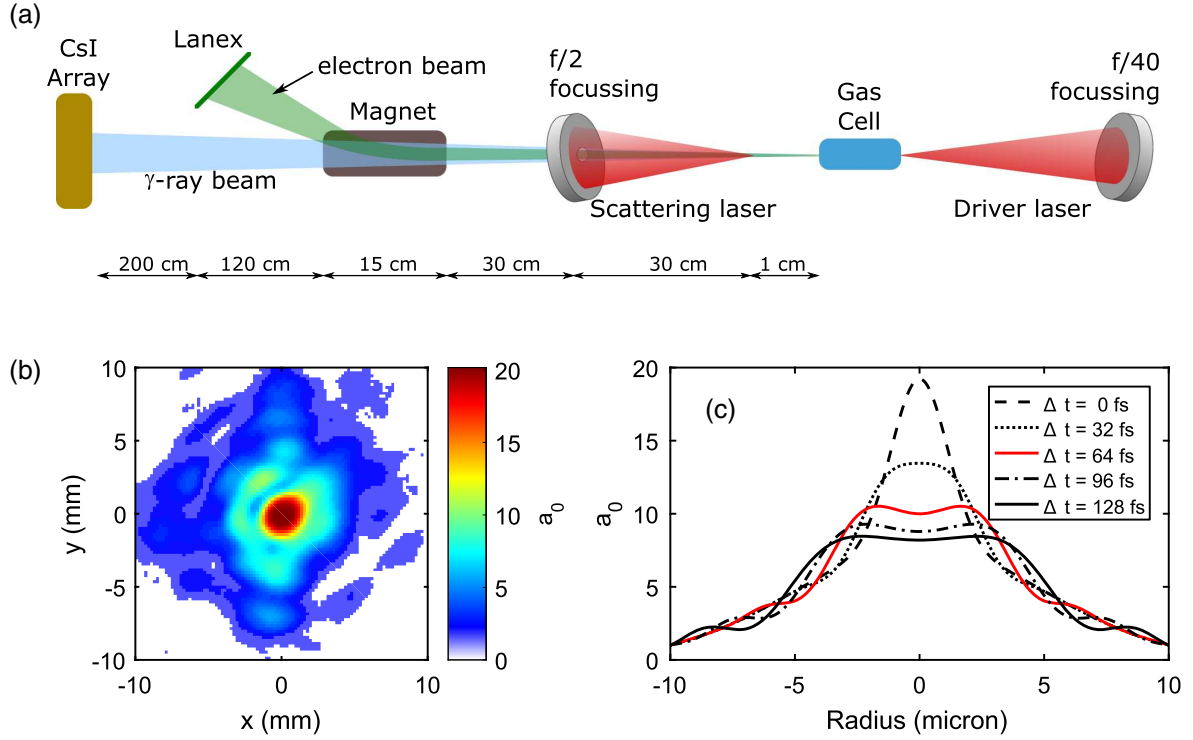 (a)
CsI
Array
Lanex
electron beam
Magnet
f/2
focussing
Gas
Cell
f/40
focussing
γ-ray beam
Scattering laser
Driver laser
200 cm
120 cm
15 cm
30 cm
30 cm
1 cm
(b)
10
5
0
-5
-10
y (mm)
-10
0
10
x (mm)
20
15
10
5
0
a0
(c)
20
15
10
5
0
a0
-10
-5
0
5
10
Radius (micron)
Δ t = 0 fs
Δ t = 32 fs
Δ t = 64 fs
Δ t = 96 fs
Δ t = 128 fs